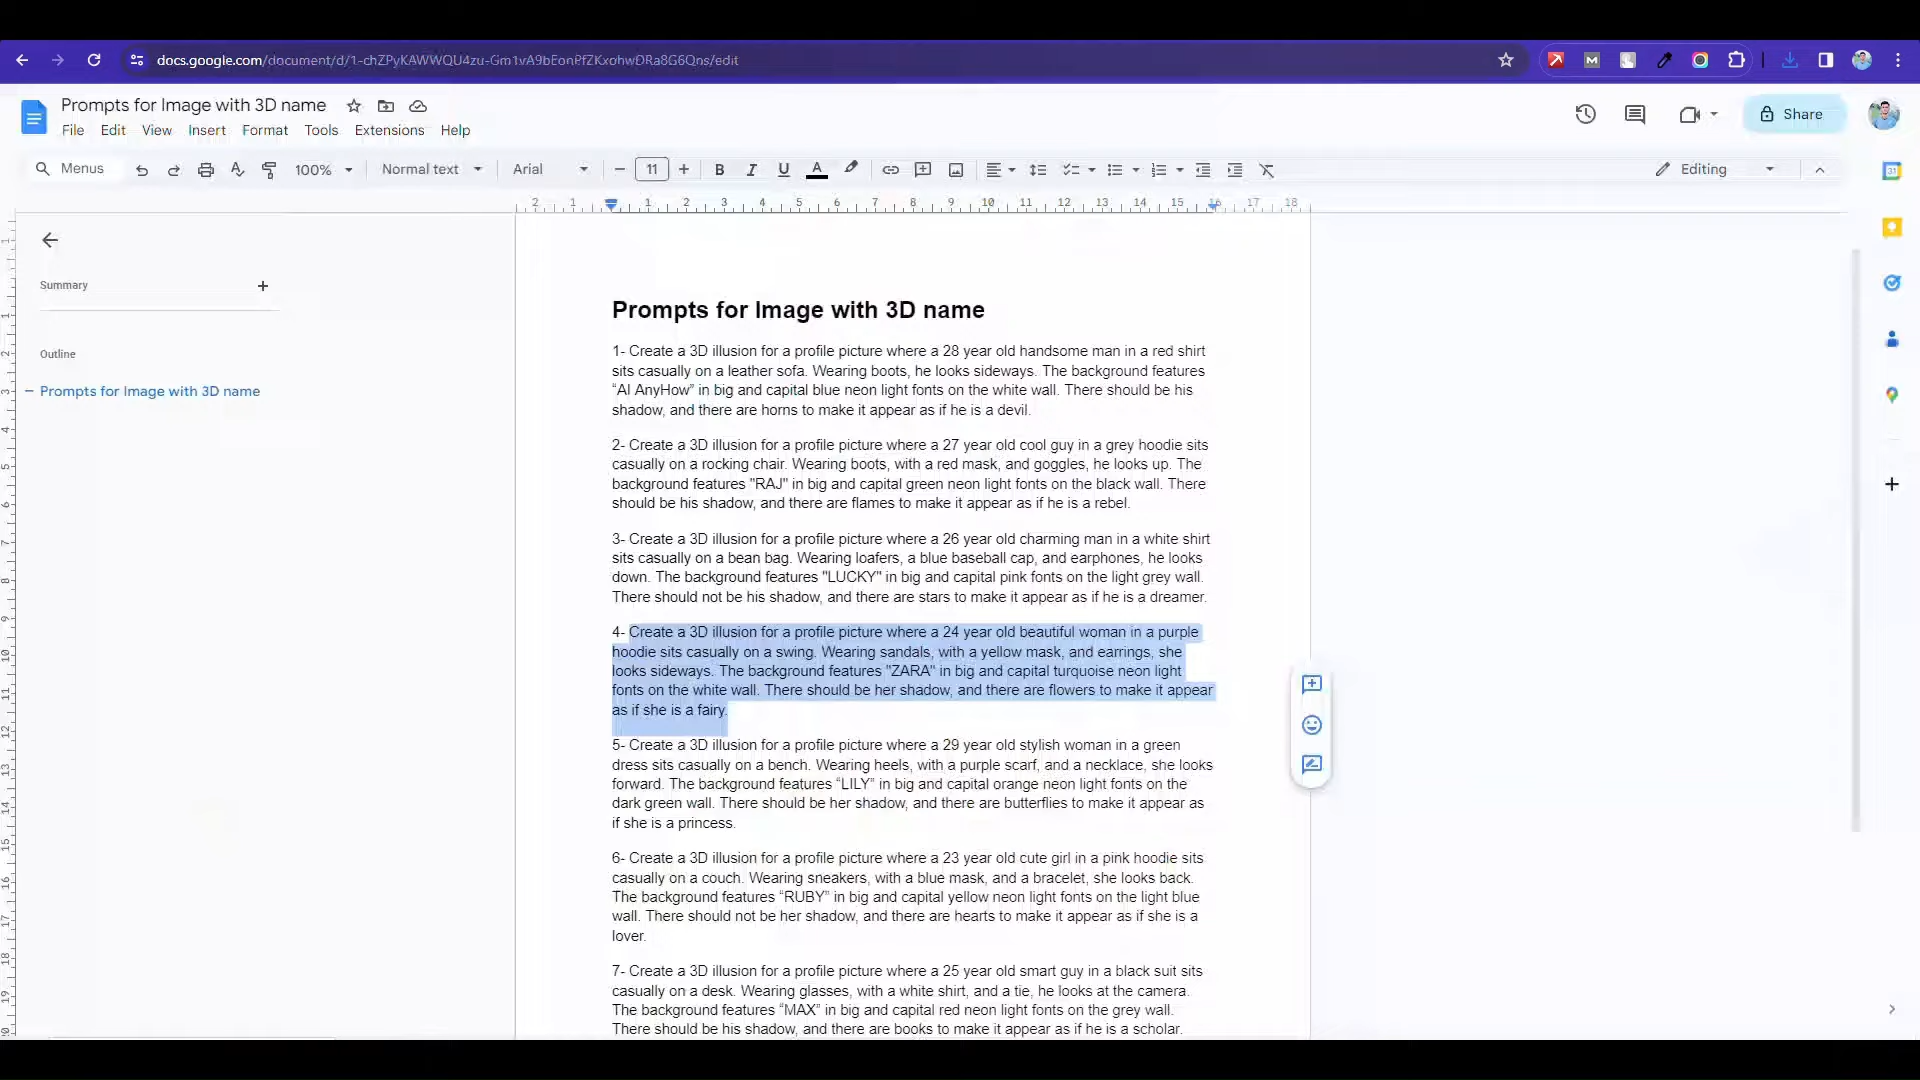 docs.google.com/document/d/1-chZPyKAWWQU4zu-Gm1vA9bEonPfZKxohwDRa8G6Qns/edit
Prompts for Image with 3D name
File Edit View Insert Format Tools Extensions Help
Share
Menus 100% Normal text Arial 11 Editing
2 1 1 2 3 4 5 6 7 8 9 10 11 12 13 14 15 16 17 18
Summary
Outline
Prompts for Image with 3D name
Prompts for Image with 3D name
1- Create a 3D illusion for a profile picture where a 28 year old handsome man in a red shirt
sits casually on a leather sofa. Wearing boots, he looks sideways. The background features
“AI AnyHow” in big and capital blue neon light fonts on the white wall. There should be his
shadow, and there are horns to make it appear as if he is a devil.
2- Create a 3D illusion for a profile picture where a 27 year old cool guy in a grey hoodie sits
casually on a rocking chair. Wearing boots, with a red mask, and goggles, he looks up. The
background features "RAJ" in big and capital green neon light fonts on the black wall. There
should be his shadow, and there are flames to make it appear as if he is a rebel.
3- Create a 3D illusion for a profile picture where a 26 year old charming man in a white shirt
sits casually on a bean bag. Wearing loafers, a blue baseball cap, and earphones, he looks
down. The background features "LUCKY" in big and capital pink fonts on the light grey wall.
There should not be his shadow, and there are stars to make it appear as if he is a dreamer.
4- Create a 3D illusion for a profile picture where a 24 year old beautiful woman in a purple
hoodie sits casually on a swing. Wearing sandals, with a yellow mask, and earrings, she
looks sideways. The background features "ZARA" in big and capital turquoise neon light
fonts on the white wall. There should be her shadow, and there are flowers to make it appear
as if she is a fairy.
5- Create a 3D illusion for a profile picture where a 29 year old stylish woman in a green
dress sits casually on a bench. Wearing heels, with a purple scarf, and a necklace, she looks
forward. The background features “LILY” in big and capital orange neon light fonts on the
dark green wall. There should be her shadow, and there are butterflies to make it appear as
if she is a princess.
6- Create a 3D illusion for a profile picture where a 23 year old cute girl in a pink hoodie sits
casually on a couch. Wearing sneakers, with a blue mask, and a bracelet, she looks back.
The background features “RUBY” in big and capital yellow neon light fonts on the light blue
wall. There should not be her shadow, and there are hearts to make it appear as if she is a
lover.
7- Create a 3D illusion for a profile picture where a 25 year old smart guy in a black suit sits
casually on a desk. Wearing glasses, with a white shirt, and a tie, he looks at the camera.
The background features “MAX” in big and capital red neon light fonts on the grey wall.
There should be his shadow, and there are books to make it appear as if he is a scholar.